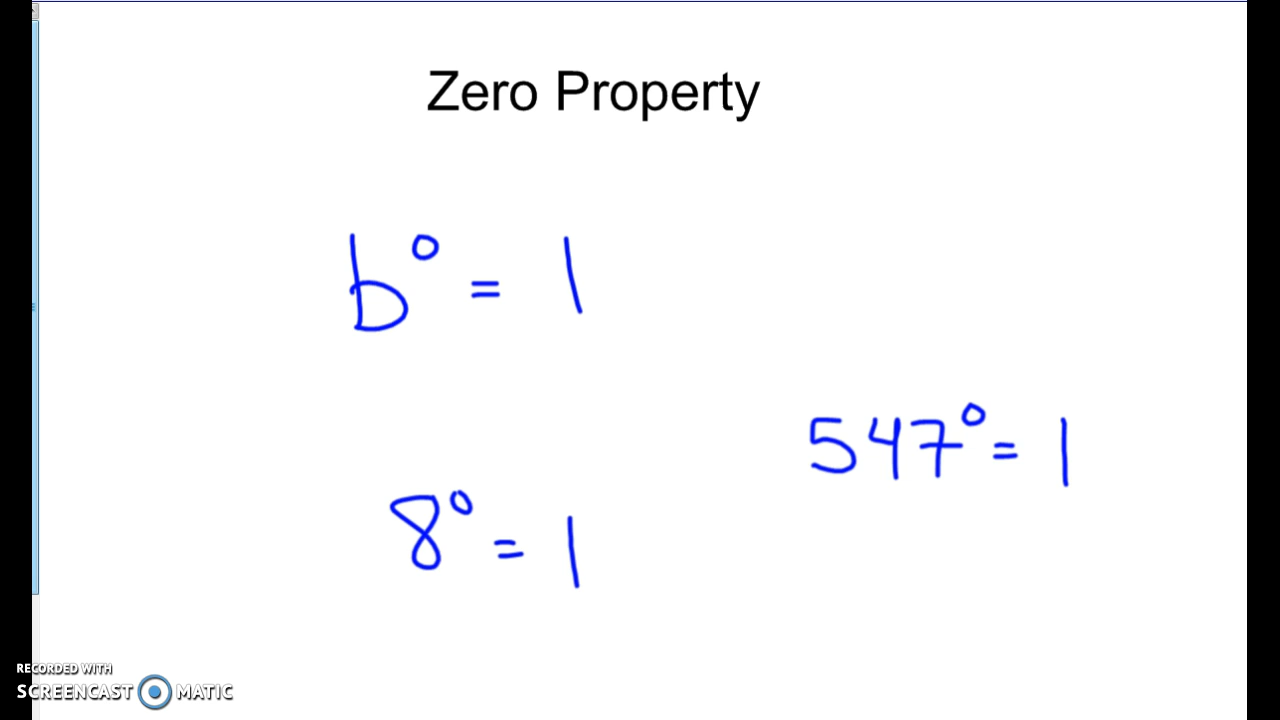 Zero Property
b⁰ = 1
547⁰ = 1
8⁰ = 1
RECORDED WITH
SCREENCAST MATIC